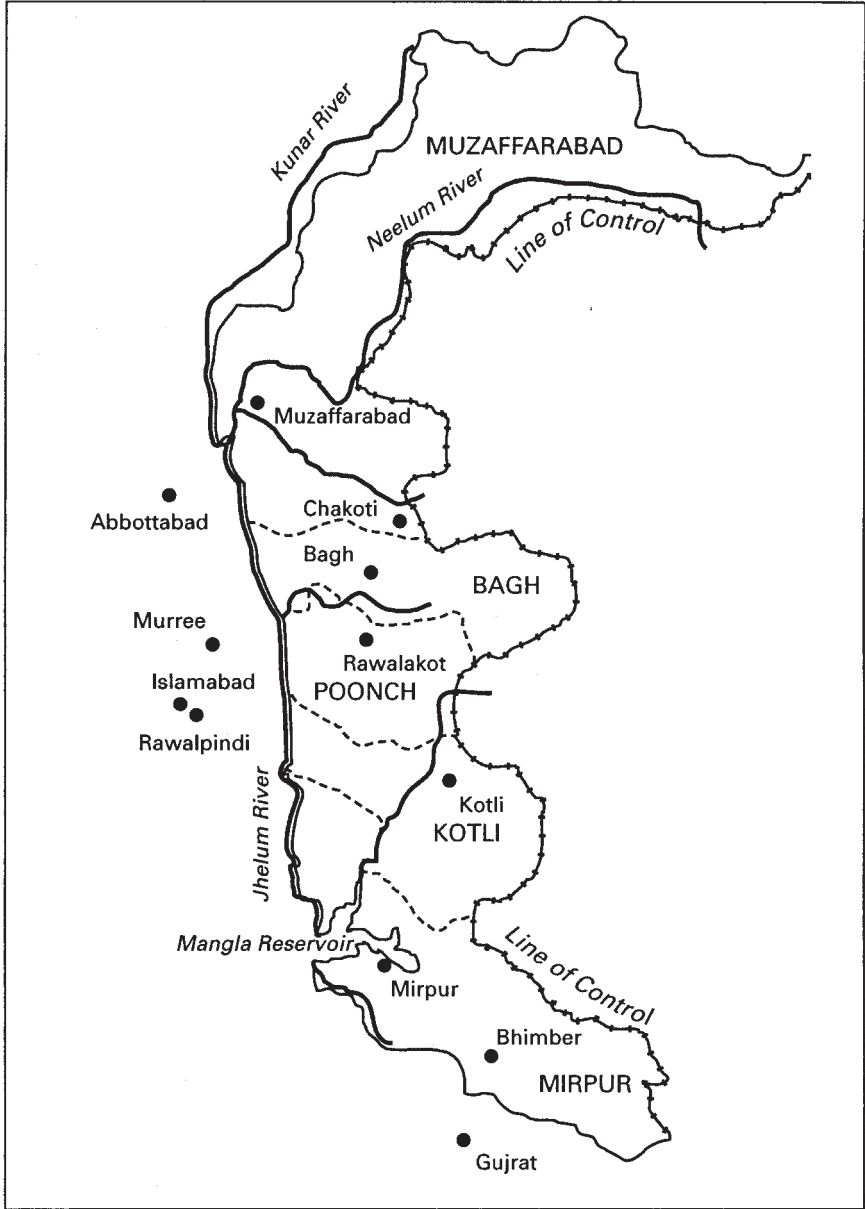 Kunar River
MUZAFFARABAD
Neelum River
Line of Control
Muzaffarabad
Abbottabad
Chakoti
Bagh
BAGH
Murree
Rawalakot
Islamabad
POONCH
Rawalpindi
Kotli
KOTLI
Jhelum River
Mangla Reservoir
Line of Control
Mirpur
Bhimber
MIRPUR
Gujrat